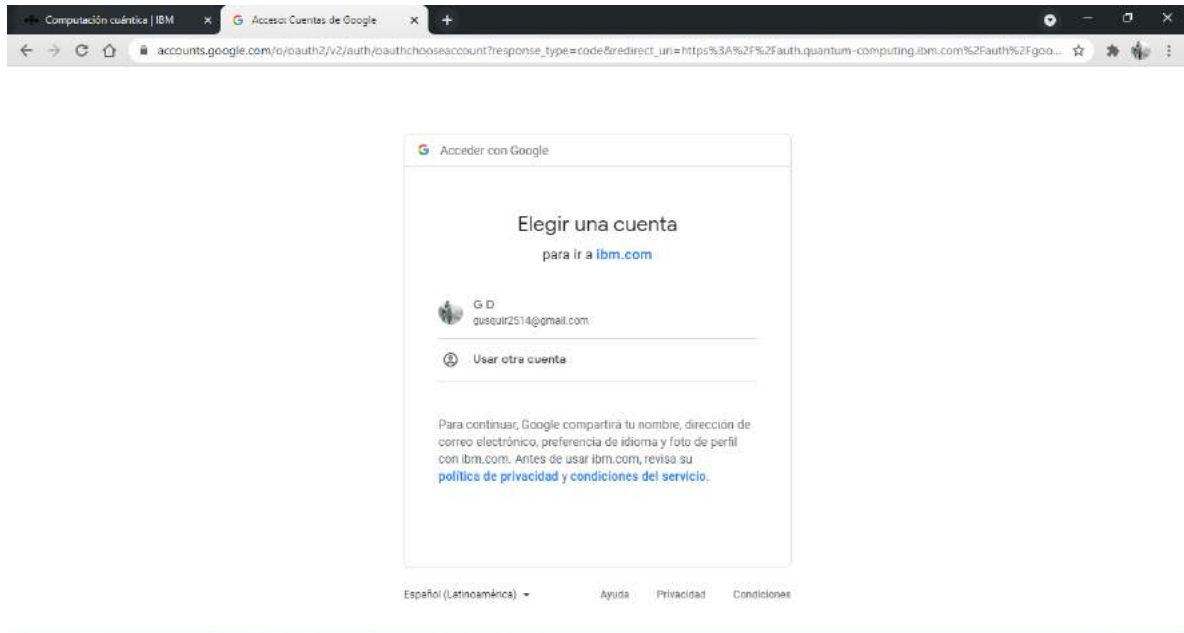 Computación cuántica | IBM
Acceso: Cuentas de Google
accounts.google.com/o/oauth2/v2/auth/oauthchooseaccount?response_type=code&redirect_uri=https%3A%2F%2Fauth.quantum-computing.ibm.com%2Fauth%2Fgoo...
Acceder con Google
Elegir una cuenta
para ir a ibm.com
G D
gusquir2514@gmail.com
Usar otra cuenta
Para continuar, Google compartirá tu nombre, dirección de
correo electrónico, preferencia de idioma y foto de perfil
con ibm.com. Antes de usar ibm.com, revisa su
política de privacidad y condiciones del servicio.
Español (Latinoamérica)
Ayuda Privacidad Condiciones